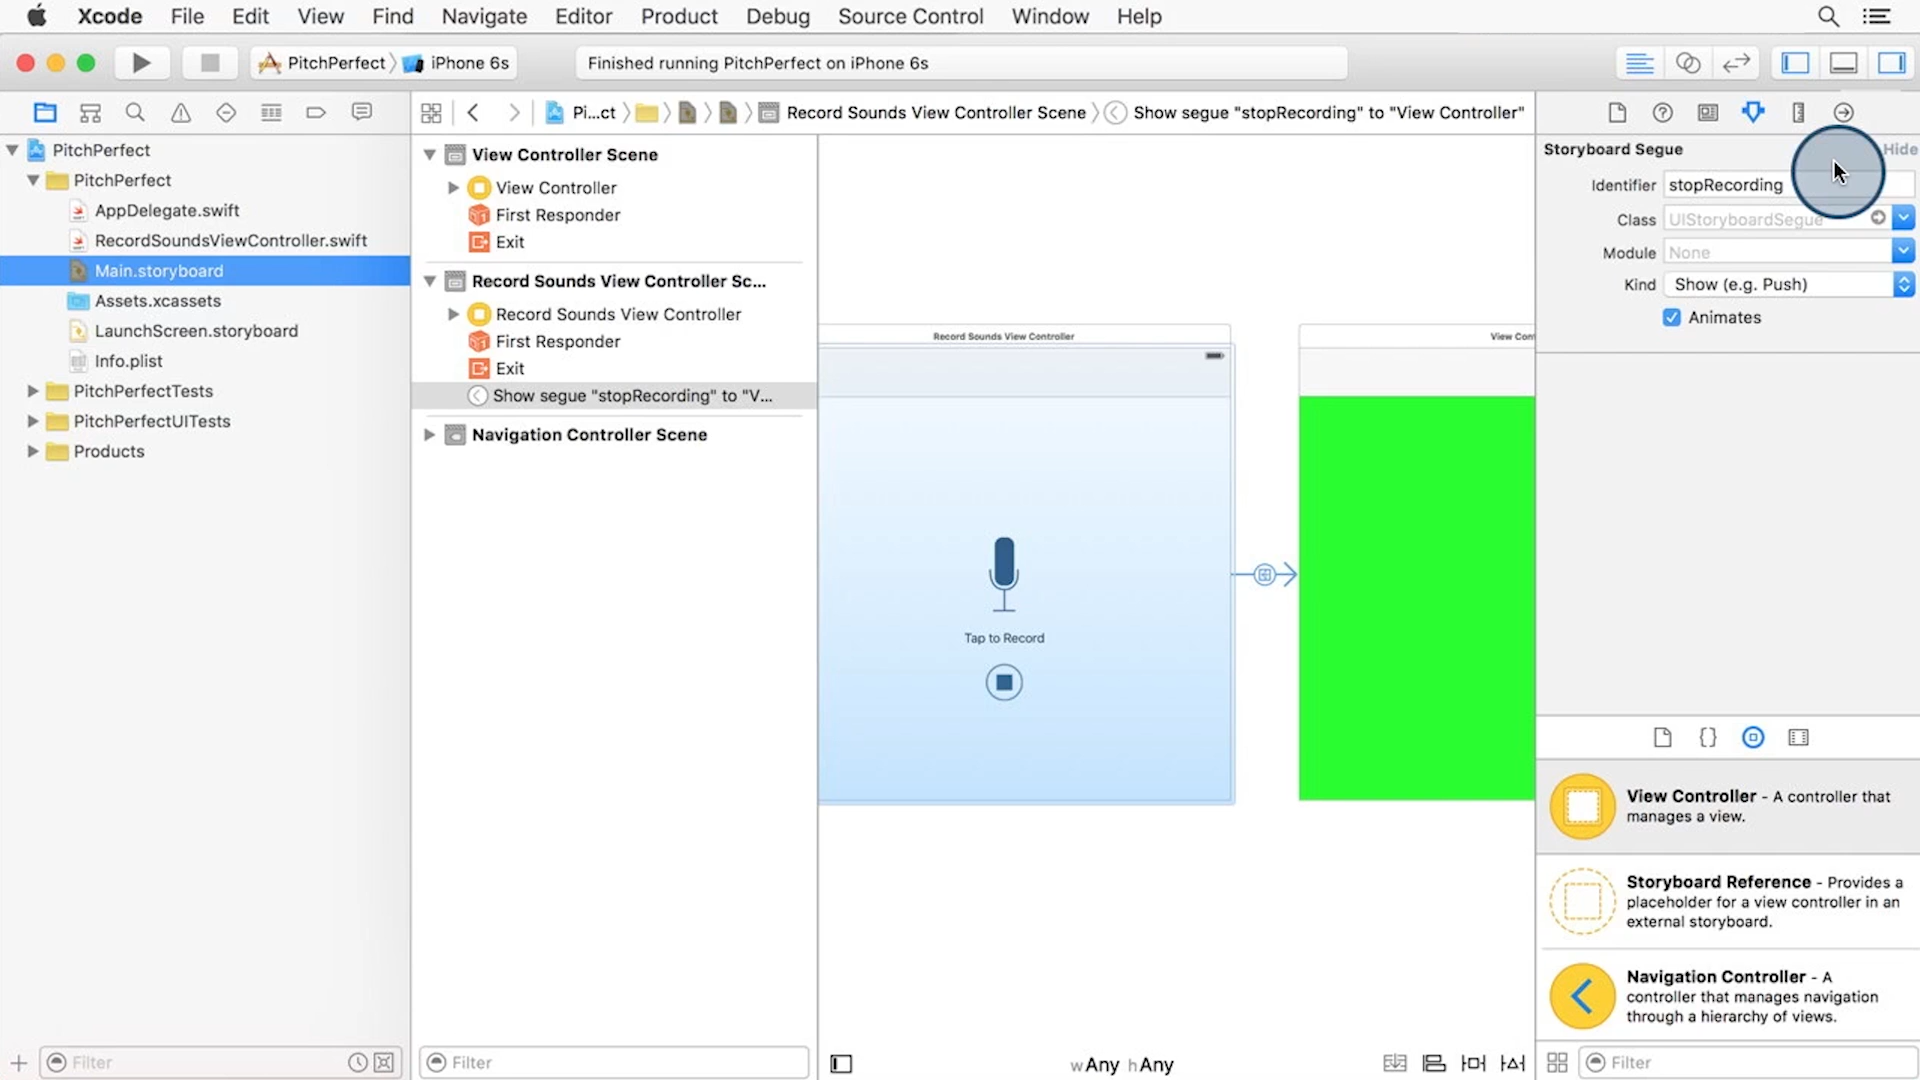 Xcode File Edit View Find Navigate Editor Product Debug Source Control Window Help
PitchPerfect iPhone 6s
Finished running PitchPerfect on iPhone 6s
Pi...ct Record Sounds View Controller Scene Show segue "stopRecording" to "View Controller"
PitchPerfect
PitchPerfect
AppDelegate.swift
RecordSoundsViewController.swift
Main.storyboard
Assets.xcassets
LaunchScreen.storyboard
Info.plist
PitchPerfectTests
PitchPerfectUITests
Products
Filter
View Controller Scene
View Controller
First Responder
Exit
Record Sounds View Controller Sc...
Record Sounds View Controller
First Responder
Exit
Show segue "stopRecording" to "V...
Navigation Controller Scene
Filter
Record Sounds View Controller
Tap to Record
View Con
wAny hAny
Storyboard Segue Hide
Identifier stopRecording
Class UIStoryboardSegue
Module None
Kind Show (e.g. Push)
Animates
View Controller - A controller that
manages a view.
Storyboard Reference - Provides a
placeholder for a view controller in an
external storyboard.
Navigation Controller - A
controller that manages navigation
through a hierarchy of views.
Filter